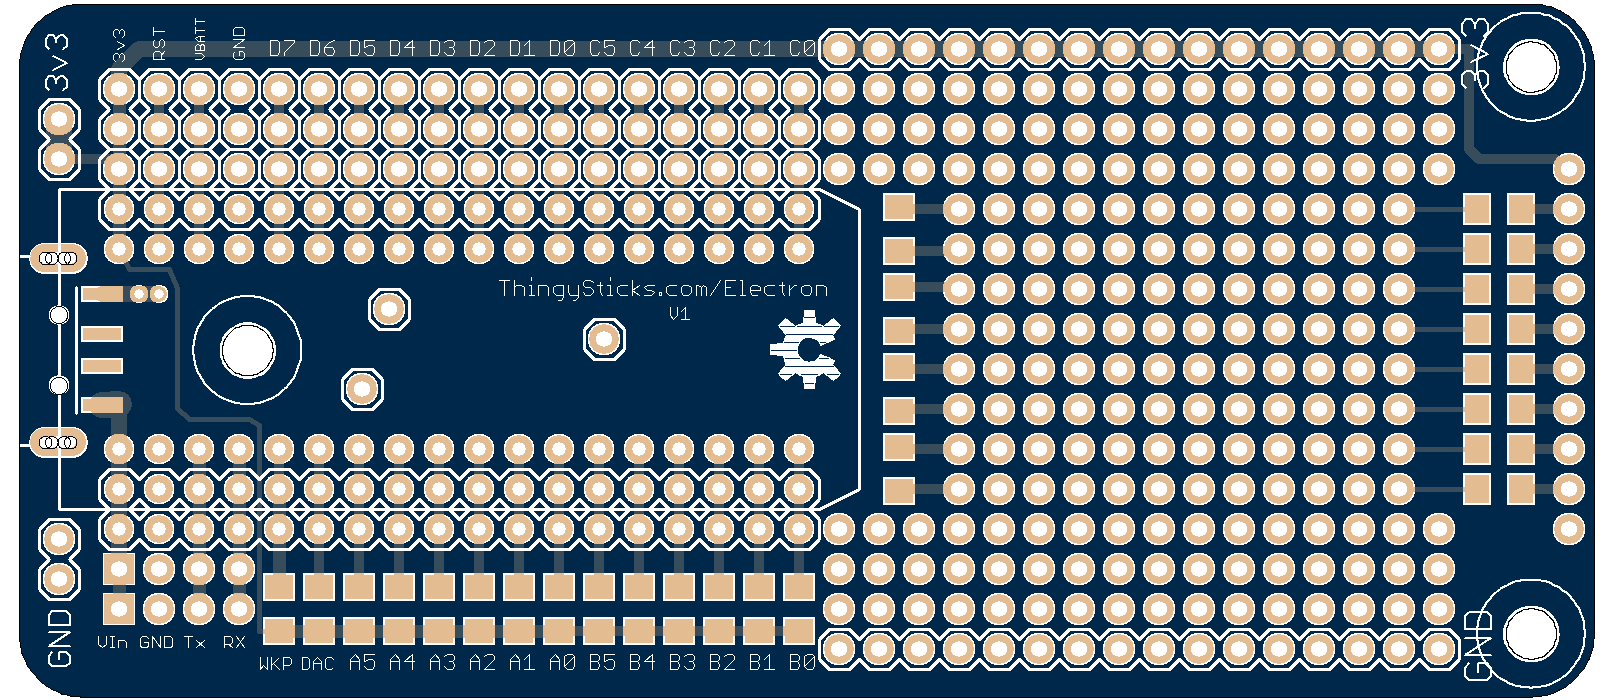 3v3
3v3 RST VBATT GND D7 D6 D5 D4 D3 D2 D1 D0 C5 C4 C3 C2 C1 C0
3v3
ThingySticks.com/Electron
V1
GND
VIn GND Tx RX
WKP DAC A5 A4 A3 A2 A1 A0 B5 B4 B3 B2 B1 B0
GND